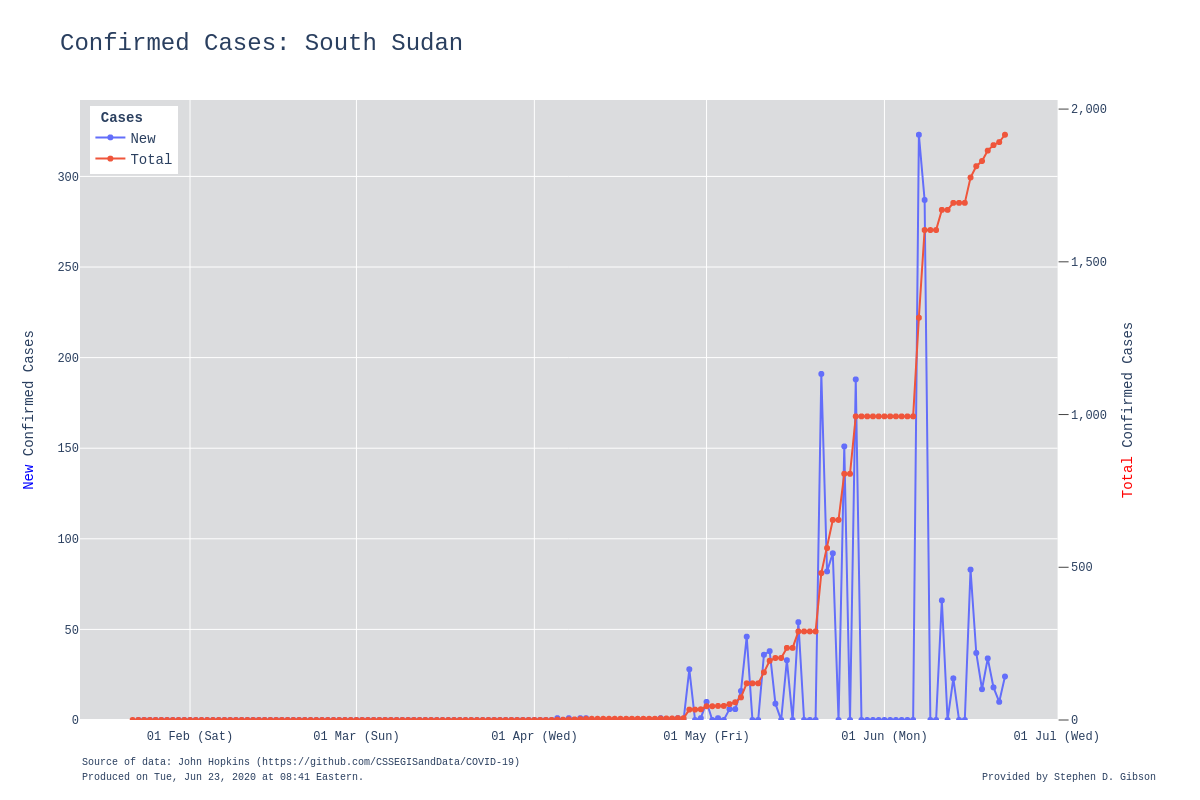 Confirmed Cases: South Sudan
Cases
New
Total
300
250
200
150
100
50
0
2,000
1,500
1,000
500
0
New Confirmed Cases
Total Confirmed Cases
01 Feb (Sat)
01 Mar (Sun)
01 Apr (Wed)
01 May (Fri)
01 Jun (Mon)
01 Jul (Wed)
Source of data: John Hopkins (https://github.com/CSSEGISandData/COVID-19)
Produced on Tue, Jun 23, 2020 at 08:41 Eastern.
Provided by Stephen D. Gibson